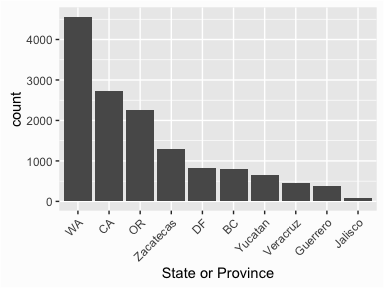 count
4000
3000
2000
1000
0
WA
CA
OR
Zacatecas
DF
BC
Yucatan
Veracruz
Guerrero
Jalisco
State or Province